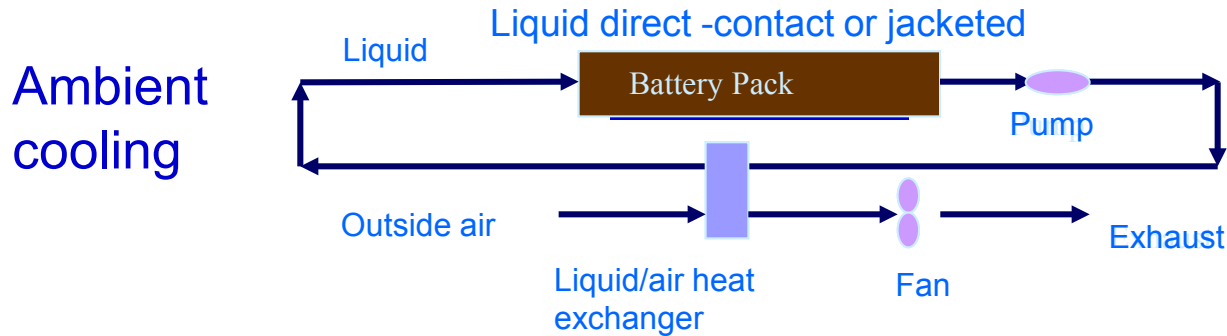 Liquid direct -contact or jacketed
Liquid
Ambient
cooling
Battery Pack
Pump
Outside air
Exhaust
Liquid/air heat
exchanger
Fan